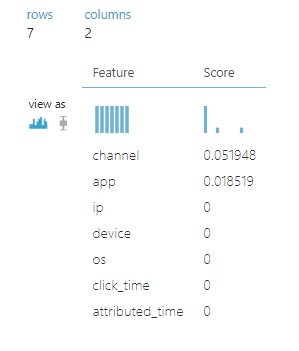 rows columns
7 2
Feature Score
view as
channel 0.051948
app 0.018519
ip 0
device 0
os 0
click_time 0
attributed_time 0